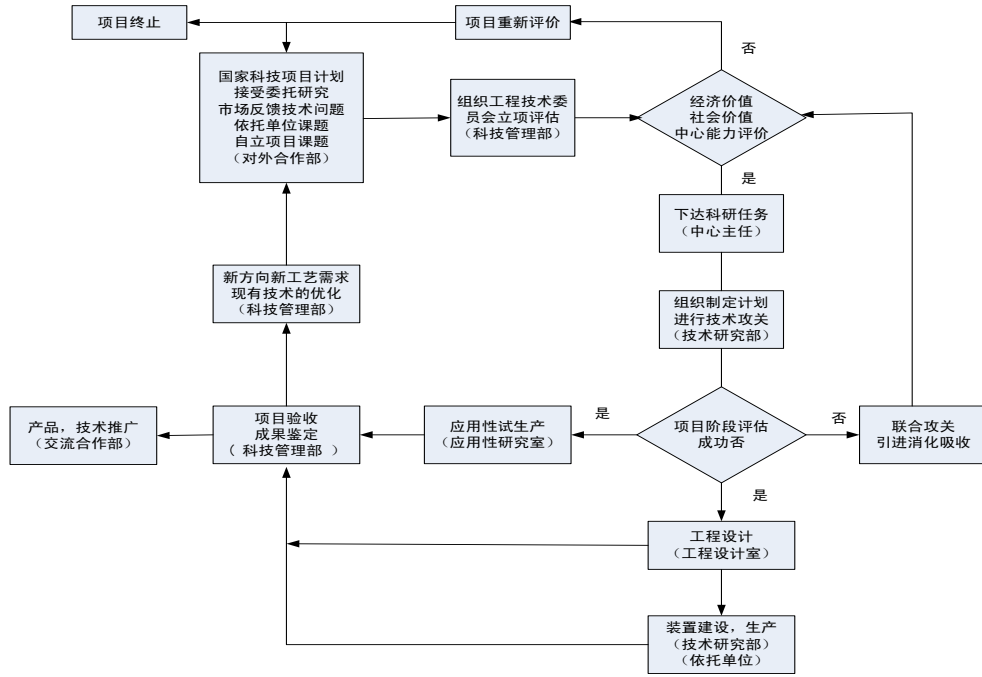 项目终止
项目重新评价
否
国家科技项目计划
接受委托研究
市场反馈技术问题
依托单位课题
自立项目课题
（对外合作部）
组织工程技术委
员会立项评估
（科技管理部）
经济价值
社会价值
中心能力评价
是
下达科研任务
（中心主任）
新方向新工艺需求
现有技术的优化
（科技管理部）
组织制定计划
进行技术攻关
（技术研究部）
产品，技术推广
（交流合作部）
项目验收
成果鉴定
（ 科技管理部 ）
应用性试生产
（应用性研究室）
是
项目阶段评估
成功否
否
联合攻关
引进消化吸收
是
工程设计
（工程设计室）
装置建设，生产
（技术研究部）
（依托单位）